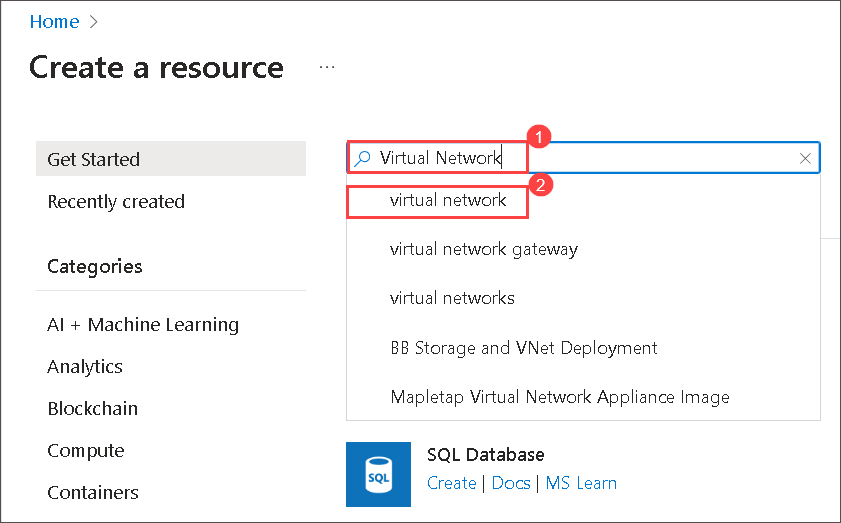 Home >
Create a resource ...
Get Started
Recently created
Categories
AI + Machine Learning
Analytics
Blockchain
Compute
Containers
Virtual Network
1
2
virtual network
virtual network gateway
virtual networks
BB Storage and VNet Deployment
Mapletap Virtual Network Appliance Image
SQL
SQL Database
Create | Docs | MS Learn